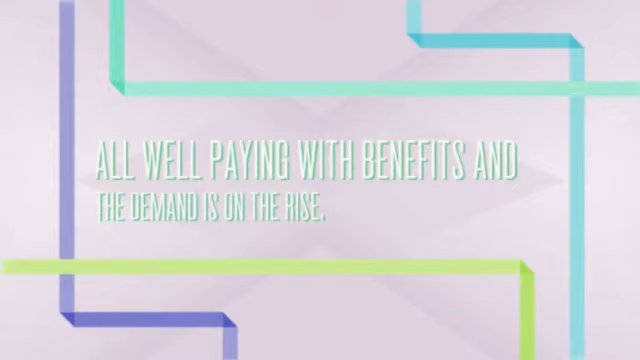 ALL WELL PAYING WITH BENEFITS AND
THE DEMAND IS ON THE RISE.